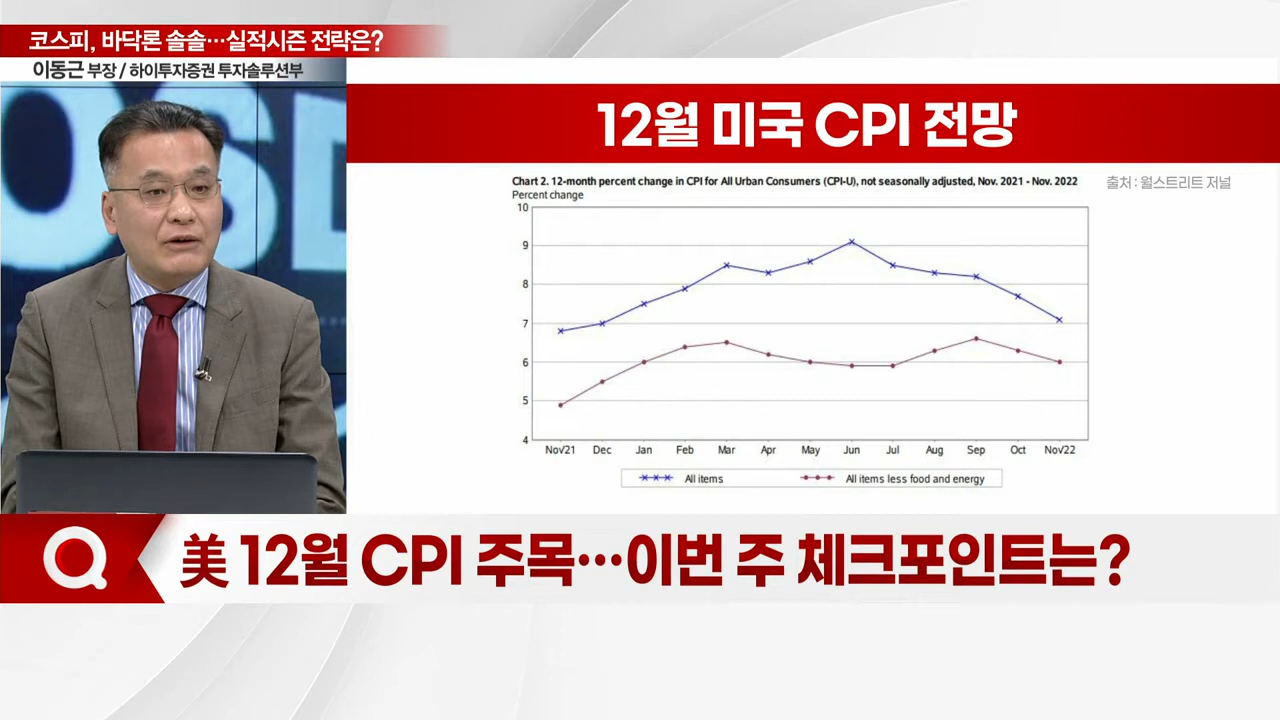 코스피, 바닥론 솔솔…실적시즌 전략은?
이동근 부장 / 하이투자증권 투자솔루션부
12월 미국 CPI 전망
Chart 2. 12-month percent change in CPI for All Urban Consumers (CPI-U), not seasonally adjusted, Nov. 2021 - Nov. 2022
출처 : 월스트리트 저널
Percent change
10
9
8
7
6
5
4
Nov'21 Dec Jan Feb Mar Apr May Jun Jul Aug Sep Oct Nov'22
All items All items less food and energy
Q 美 12월 CPI 주목…이번 주 체크포인트는?